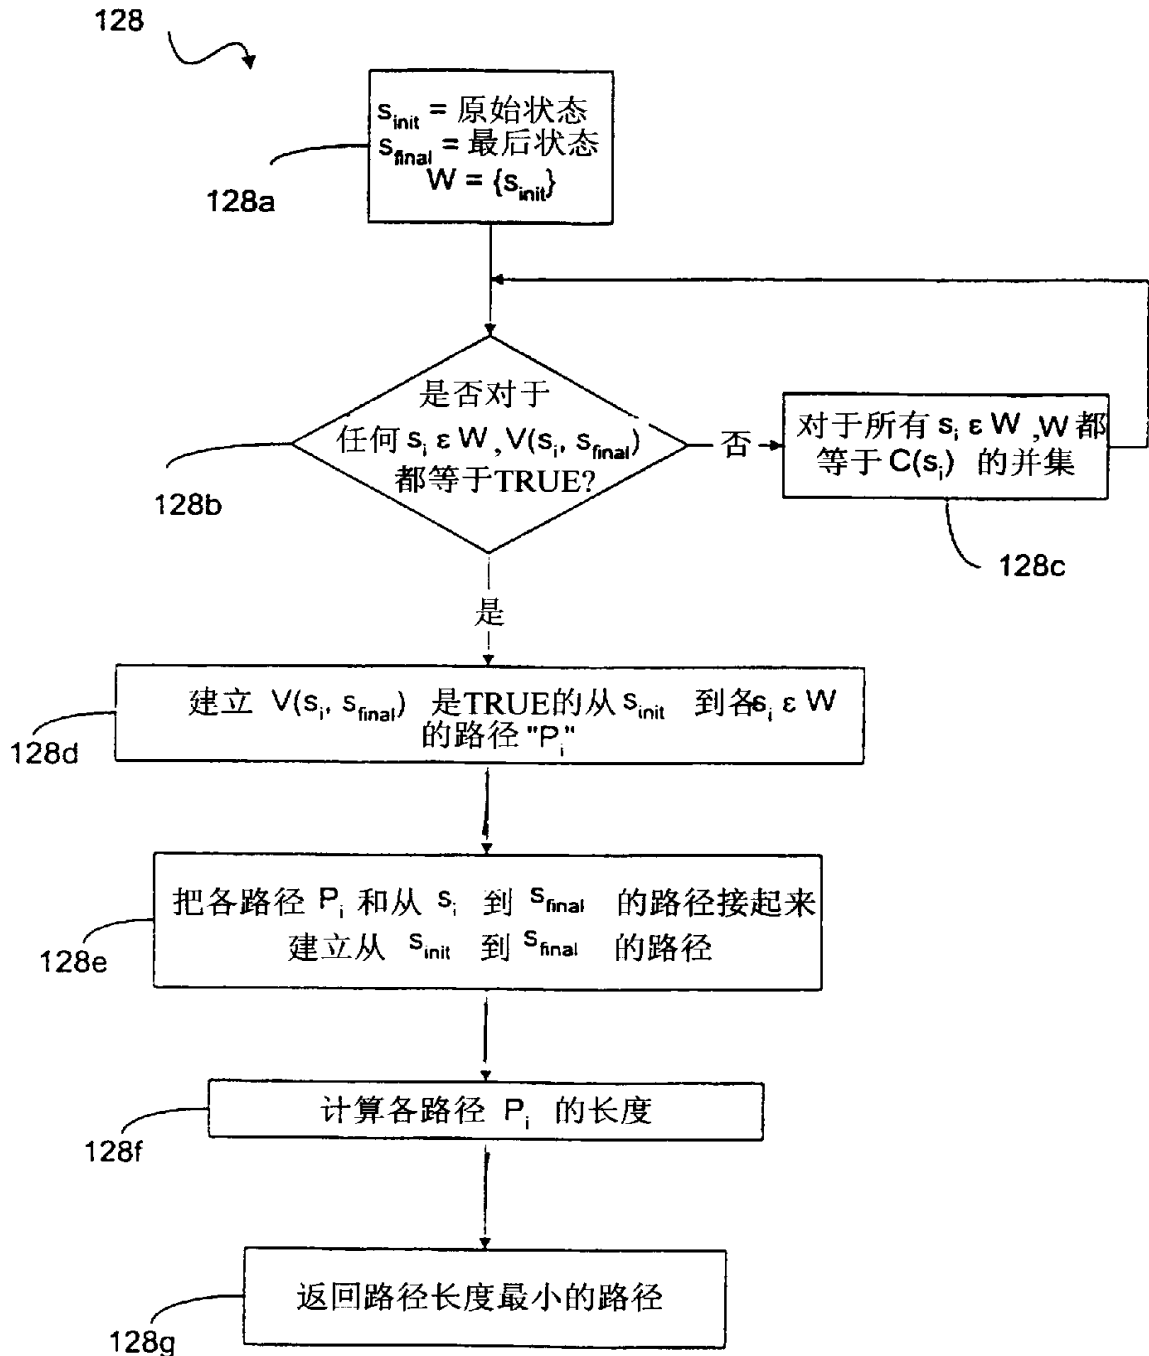 128
s_init = 原始状态
s_final = 最后状态
W = {s_init}
128a
是否对于
任何 s_i ε W , V(s_i, s_final)
都等于TRUE?
128b
否
对于所有 s_i ε W , W 都
等于 C(s_i) 的并集
128c
是
建立 V(s_i, s_final) 是TRUE的从 s_init 到各s_i ε W
的路径"P_i"
128d
把各路径 P_i 和从 s_i 到 s_final 的路径接起来
建立从 s_init 到 s_final 的路径
128e
计算各路径 P_i 的长度
128f
返回路径长度最小的路径
128g